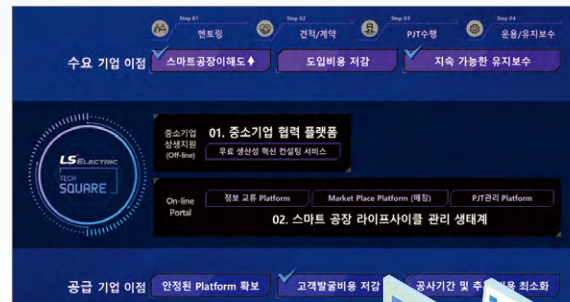 Step 01 Step 02 Step 03 Step 04
멘토링 견적/계약 PJT수행 운용/유지보수
수요 기업 이점 스마트공장이해도 도입비용 저감 지속 가능한 유지보수
중소기업
상생지원
(Off-line)
01. 중소기업 협력 플랫폼
무료 생산성 혁신 컨설팅 서비스
LS ELECTRIC
TECH
SQUARE
On-line
Portal
정보 교류 Platform Market Place Platform (매칭) PJT관리 Platform
02. 스마트 공장 라이프사이클 관리 생태계
공급 기업 이점 안정된 Platform 확보 고객발굴비용 저감 공사기간 및 최소화